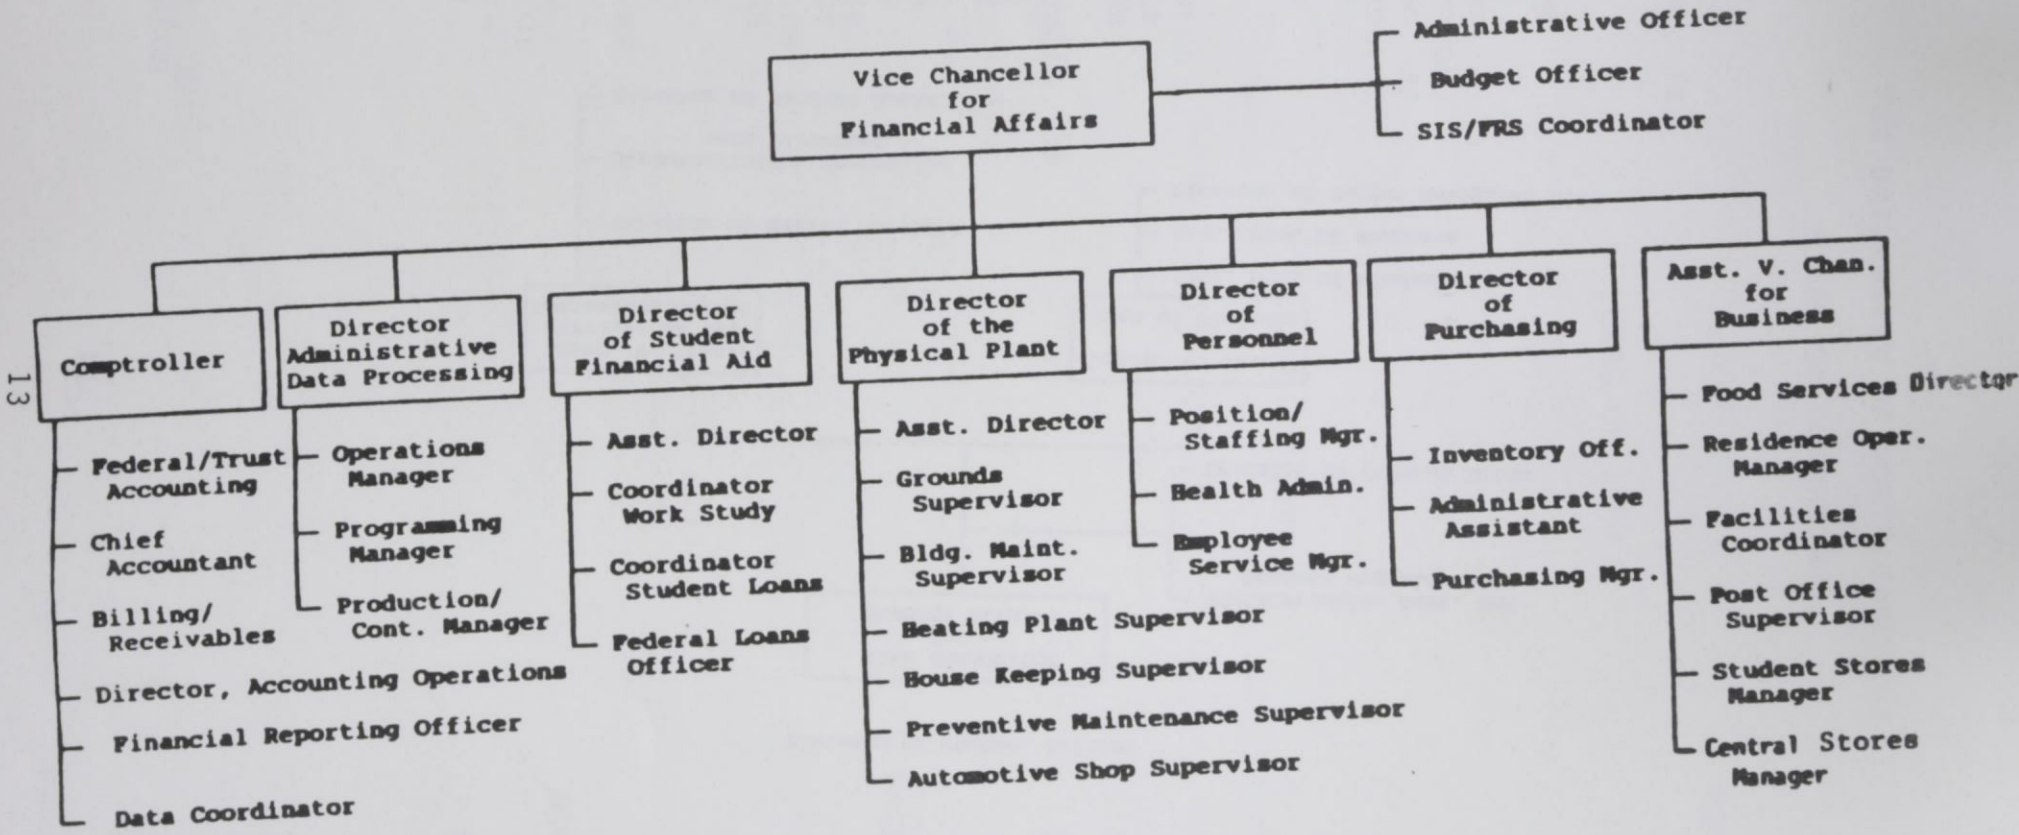 Administrative Officer
Budget Officer
SIS/FRS Coordinator
Vice Chancellor
for
Financial Affairs
Comptroller
Federal/Trust
Accounting
Chief
Accountant
Billing/
Receivables
Director, Accounting Operations
Financial Reporting Officer
Data Coordinator
Director
Administrative
Data Processing
Operations
Manager
Programming
Manager
Production/
Cont. Manager
Director
of Student
Financial Aid
Asst. Director
Coordinator
Work Study
Coordinator
Student Loans
Federal Loans
Officer
Director
of the
Physical Plant
Asst. Director
Grounds
Supervisor
Bldg. Maint.
Supervisor
Heating Plant Supervisor
House Keeping Supervisor
Preventive Maintenance Supervisor
Automotive Shop Supervisor
Director
of
Personnel
Position/
Staffing Mgr.
Health Admin.
Employee
Service Mgr.
Director
of
Purchasing
Inventory Off.
Administrative
Assistant
Purchasing Mgr.
Asst. V. Chan.
for
Business
Food Services Director
Residence Oper.
Manager
Facilities
Coordinator
Post Office
Supervisor
Student Stores
Manager
Central Stores
Manager
13